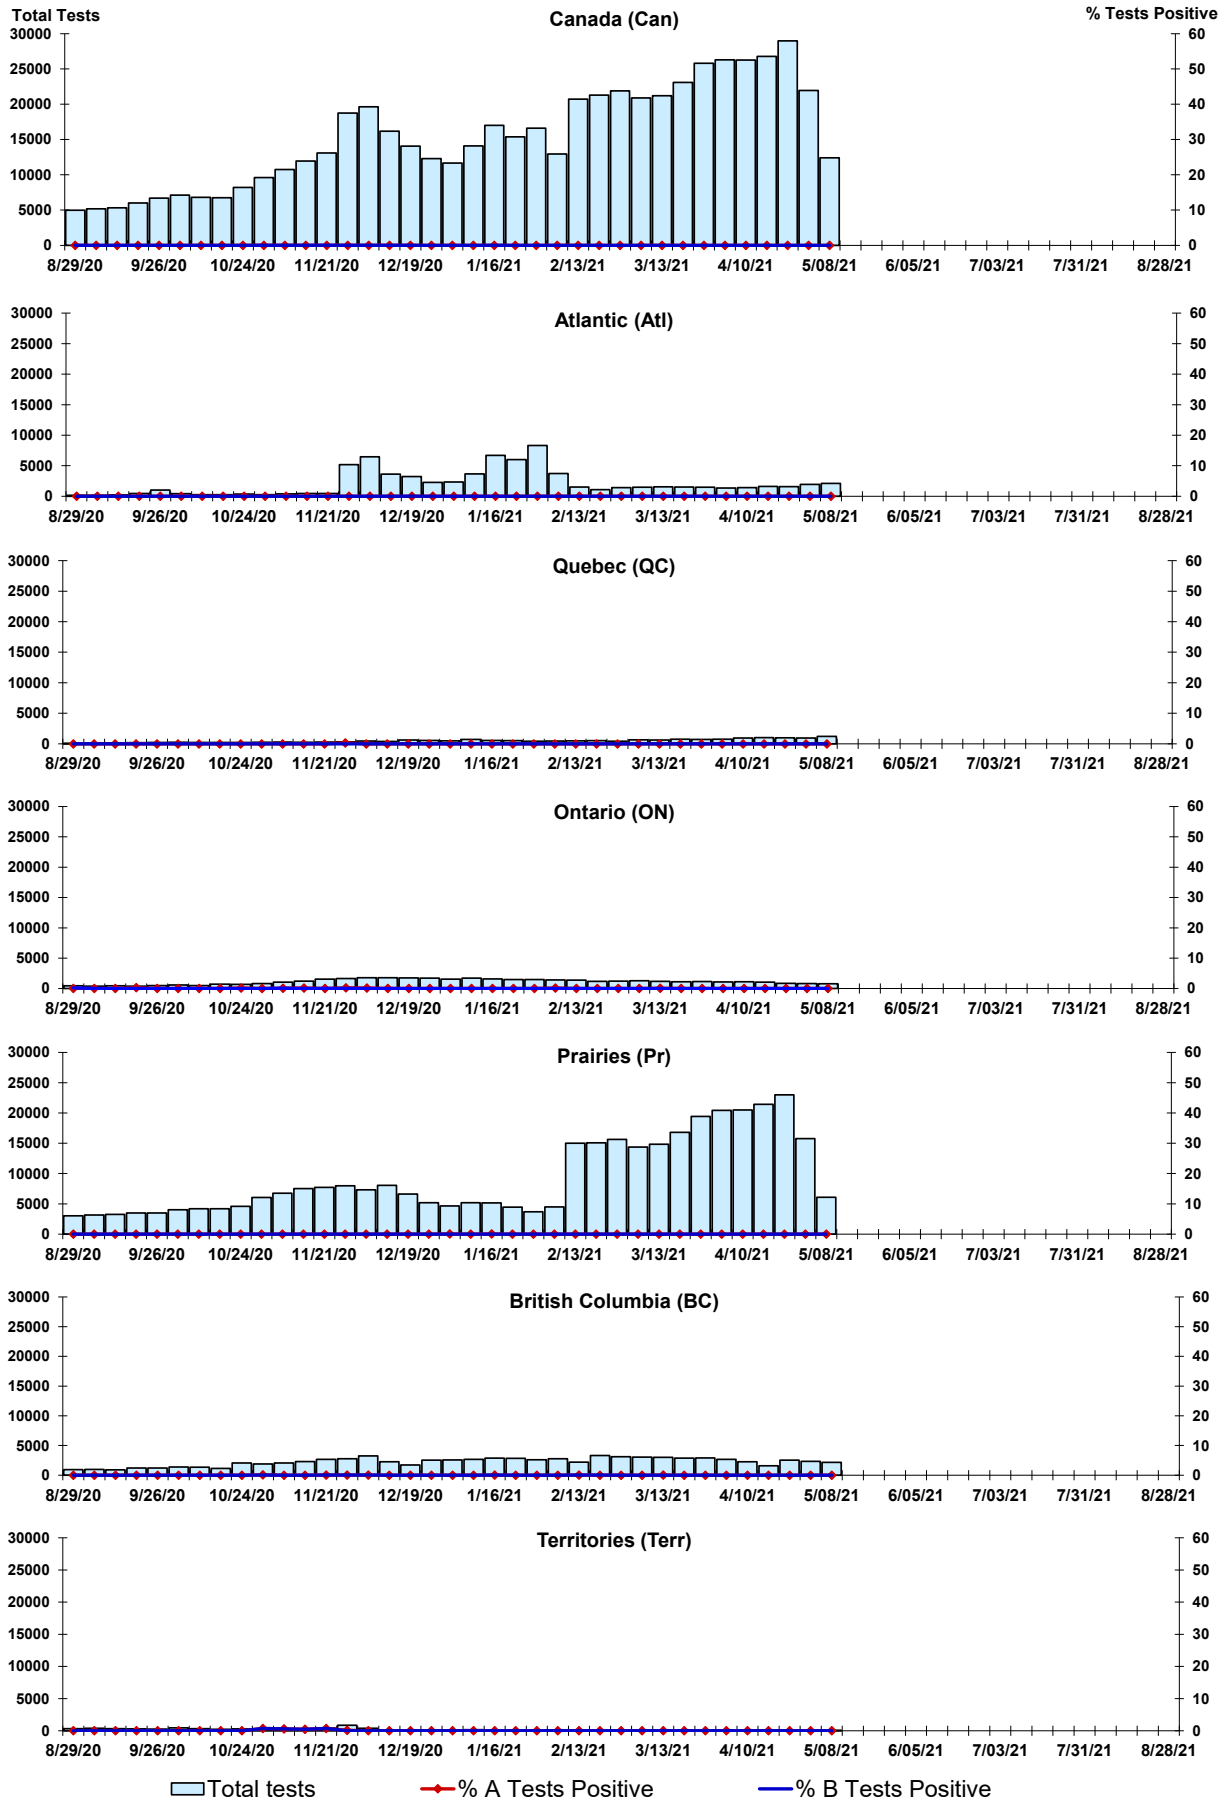 Total Tests
Canada (Can)
% Tests Positive
30000 60
25000 50
20000 40
15000 30
10000 20
5000 10
0 0
8/29/20 9/26/20 10/24/20 11/21/20 12/19/20 1/16/21 2/13/21 3/13/21 4/10/21 5/08/21 6/05/21 7/03/21 7/31/21 8/28/21
Atlantic (Atl)
30000 60
25000 50
20000 40
15000 30
10000 20
5000 10
0 0
8/29/20 9/26/20 10/24/20 11/21/20 12/19/20 1/16/21 2/13/21 3/13/21 4/10/21 5/08/21 6/05/21 7/03/21 7/31/21 8/28/21
Quebec (QC)
30000 60
25000 50
20000 40
15000 30
10000 20
5000 10
0 0
8/29/20 9/26/20 10/24/20 11/21/20 12/19/20 1/16/21 2/13/21 3/13/21 4/10/21 5/08/21 6/05/21 7/03/21 7/31/21 8/28/21
Ontario (ON)
30000 60
25000 50
20000 40
15000 30
10000 20
5000 10
0 0
8/29/20 9/26/20 10/24/20 11/21/20 12/19/20 1/16/21 2/13/21 3/13/21 4/10/21 5/08/21 6/05/21 7/03/21 7/31/21 8/28/21
Prairies (Pr)
30000 60
25000 50
20000 40
15000 30
10000 20
5000 10
0 0
8/29/20 9/26/20 10/24/20 11/21/20 12/19/20 1/16/21 2/13/21 3/13/21 4/10/21 5/08/21 6/05/21 7/03/21 7/31/21 8/28/21
British Columbia (BC)
30000 60
25000 50
20000 40
15000 30
10000 20
5000 10
0 0
8/29/20 9/26/20 10/24/20 11/21/20 12/19/20 1/16/21 2/13/21 3/13/21 4/10/21 5/08/21 6/05/21 7/03/21 7/31/21 8/28/21
Territories (Terr)
30000 60
25000 50
20000 40
15000 30
10000 20
5000 10
0 0
8/29/20 9/26/20 10/24/20 11/21/20 12/19/20 1/16/21 2/13/21 3/13/21 4/10/21 5/08/21 6/05/21 7/03/21 7/31/21 8/28/21
Total tests % A Tests Positive % B Tests Positive